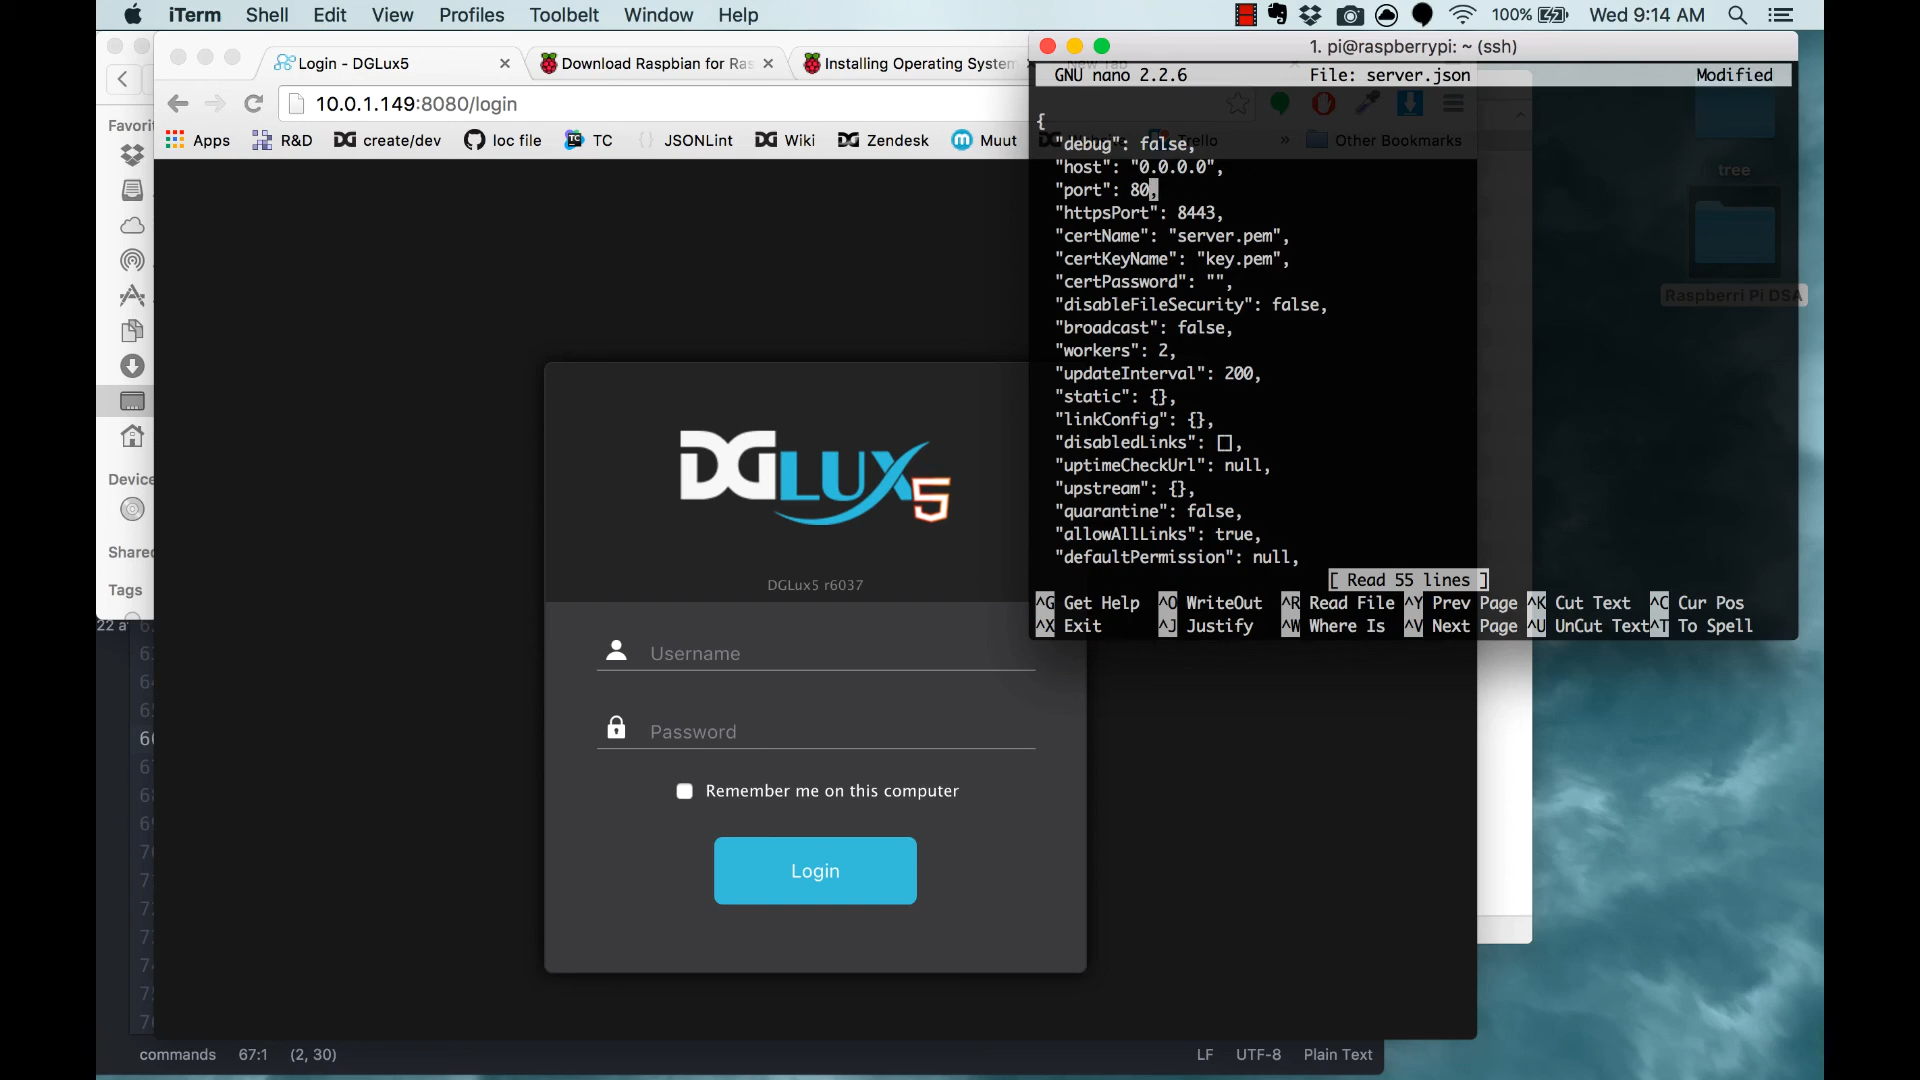 iTerm Shell Edit View Profiles Toolbelt Window Help 100% Wed 9:14 AM
Login - DGLux5
Download Raspbian for Ras
Installing Operating System
New Tab
10.0.1.149:8080/login
Apps R&D create/dev loc file TC JSONLint Wiki Zendesk Muut Trello » Other Bookmarks
Favori
Device
Shared
Tags
22 a
DGLUX5
DGLux5 r6037
Username
Password
Remember me on this computer
Login
1. pi@raspberrypi: ~ (ssh)
GNU nano 2.2.6 File: server.json Modified
{
"debug": false,
"host": "0.0.0.0",
"port": 80,
"httpsPort": 8443,
"certName": "server.pem",
"certKeyName": "key.pem",
"certPassword": "",
"disableFileSecurity": false,
"broadcast": false,
"workers": 2,
"updateInterval": 200,
"static": {},
"linkConfig": {},
"disabledLinks": [],
"uptimeCheckUrl": null,
"upstream": {},
"quarantine": false,
"allowAllLinks": true,
"defaultPermission": null,
[ Read 55 lines ]
^G Get Help ^O WriteOut ^R Read File ^Y Prev Page ^K Cut Text ^C Cur Pos
^X Exit ^J Justify ^W Where Is ^V Next Page ^U UnCut Text ^T To Spell
tree
Raspberri Pi DSA
commands 67:1 (2, 30) LF UTF-8 Plain Text